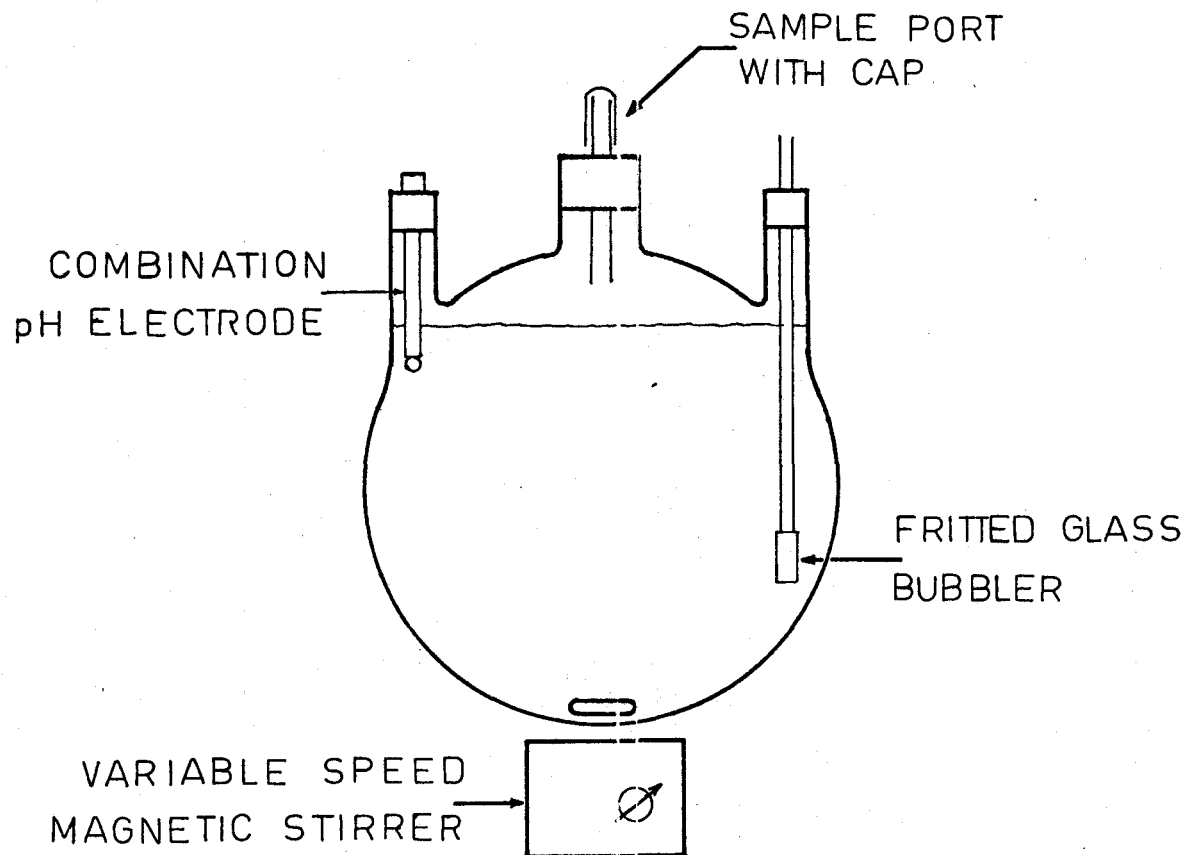 SAMPLE PORT
WITH CAP
COMBINATION
pH ELECTRODE
FRITTED GLASS
BUBBLER
VARIABLE SPEED
MAGNETIC STIRRER